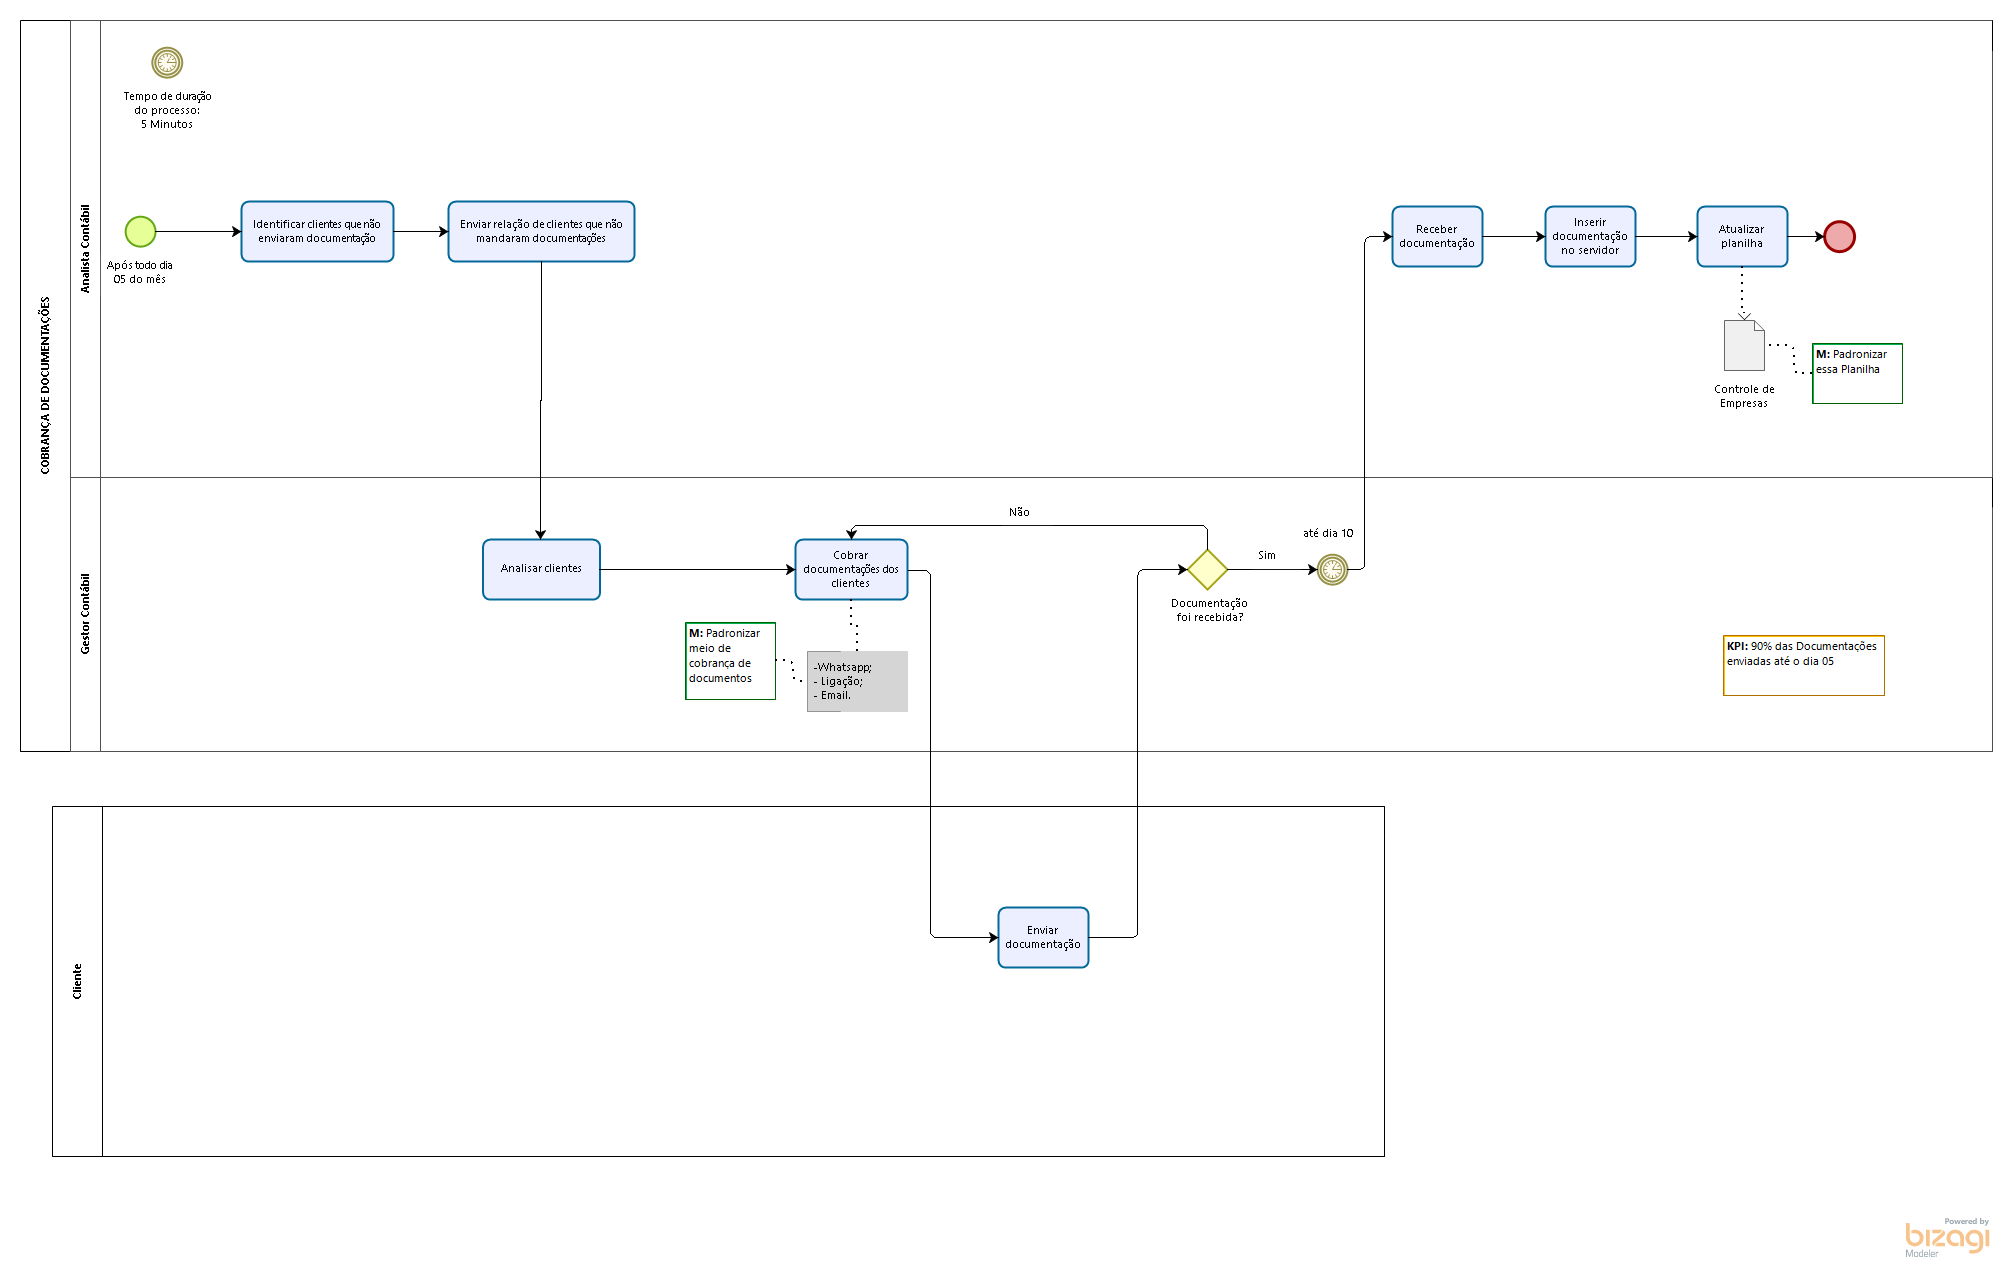 COBRANÇA DE DOCUMENTAÇÕES
Analista Contábil
Tempo de duração
do processo:
5 Minutos
Após todo dia
05 do mês
Identificar clientes que não
enviaram documentação
Enviar relação de clientes que não
mandaram documentações
Receber
documentação
Inserir
documentação
no servidor
Atualizar
planilha
Controle de
Empresas
M: Padronizar
essa Planilha
Gestor Contábil
Analisar clientes
Cobrar
documentações dos
clientes
M: Padronizar
meio de
cobrança de
documentos
-Whatsapp;
- Ligação;
- Email.
Não
Documentação
foi recebida?
Sim
até dia 10
KPI: 90% das Documentações
enviadas até o dia 05
Cliente
Enviar
documentação
Powered by
bizagi
Modeler